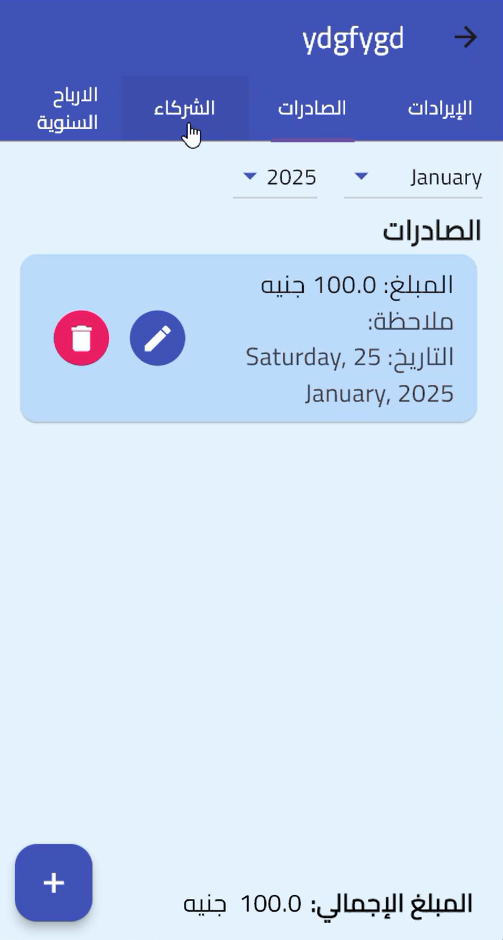 ydgfygd
الإيرادات
الصادرات
الشركاء
الارباح
السنوية
January
2025
الصادرات
المبلغ: 100.0 جنيه
ملاحظة:
التاريخ: Saturday, 25
January, 2025
المبلغ الإجمالي: 100.0 جنيه